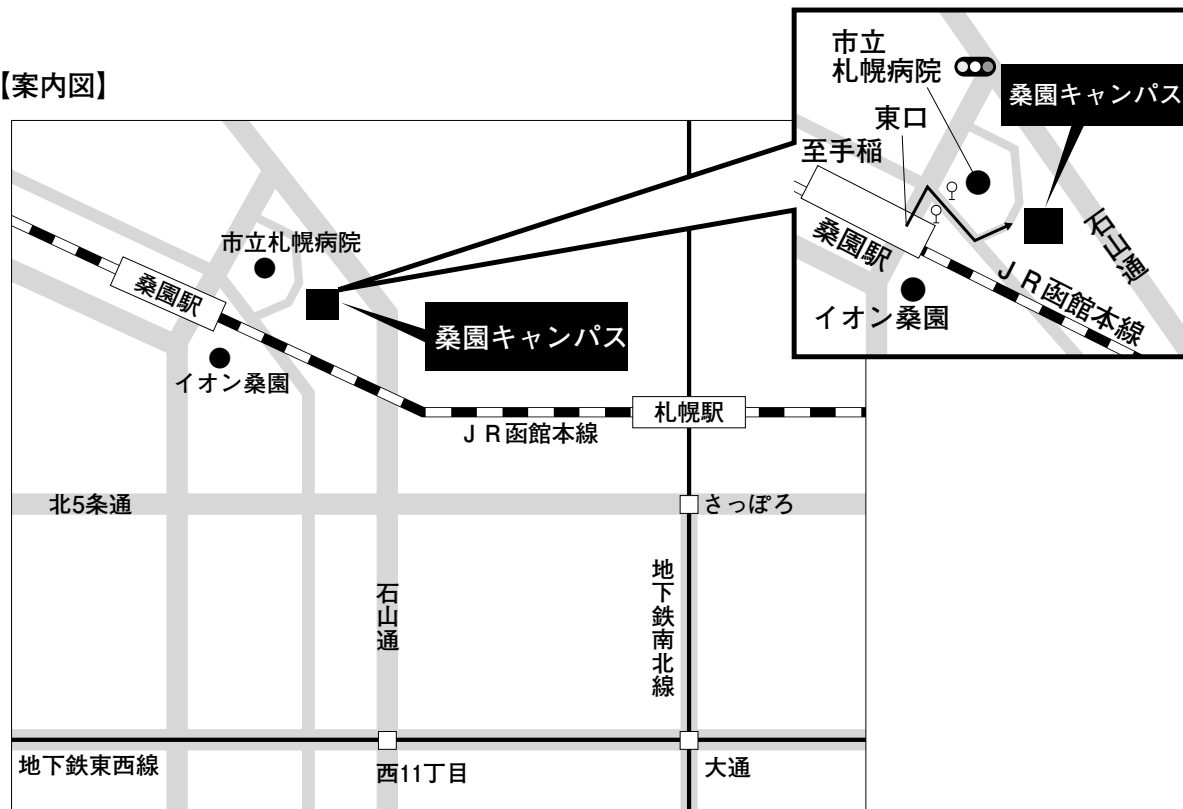 【案内図】
市立
札幌病院
桑園キャンパス
東口
至手稲
桑園駅
石山通
ＪＲ函館本線
イオン桑園
市立札幌病院
桑園駅
桑園キャンパス
イオン桑園
札幌駅
ＪＲ函館本線
北5条通
さっぽろ
地下鉄南北線
石山通
地下鉄東西線
西11丁目
大通